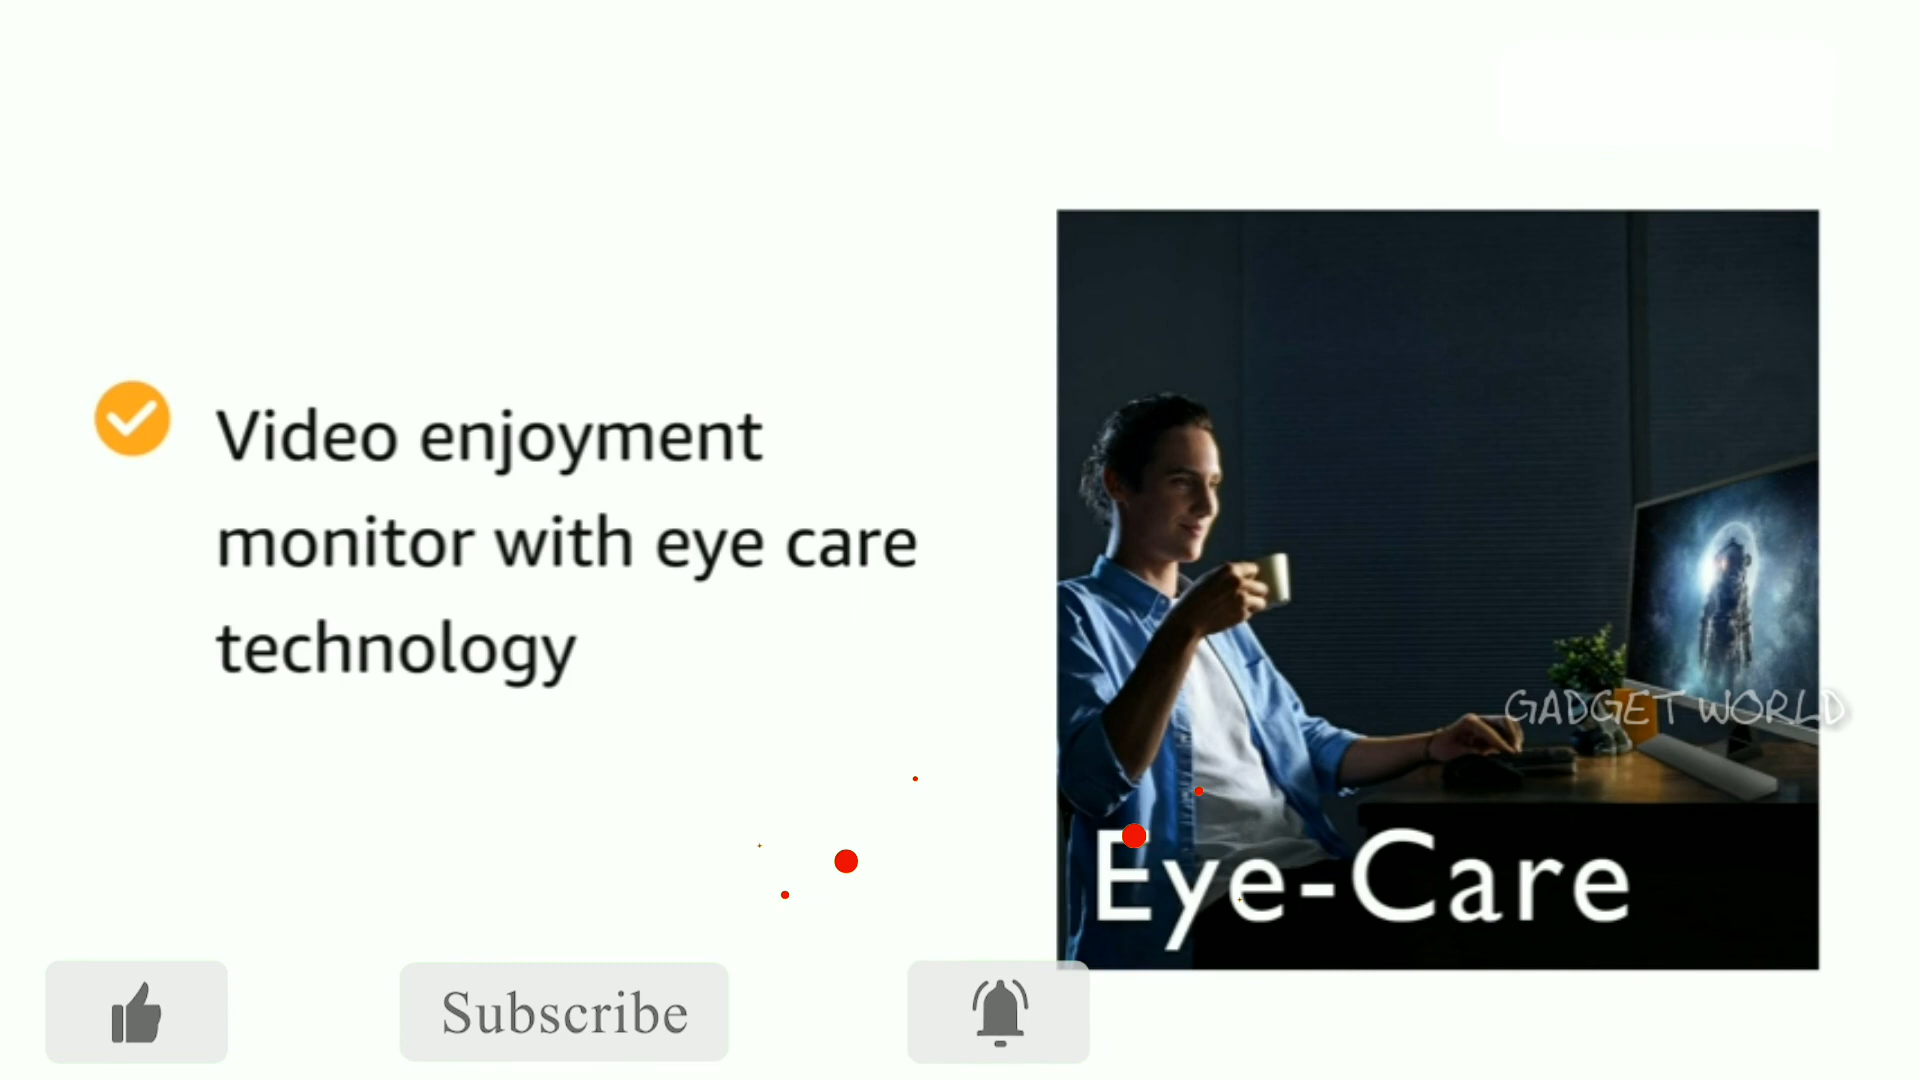 Video enjoyment
monitor with eye care
technology
GADGET WORLD
Eye-Care
Subscribe